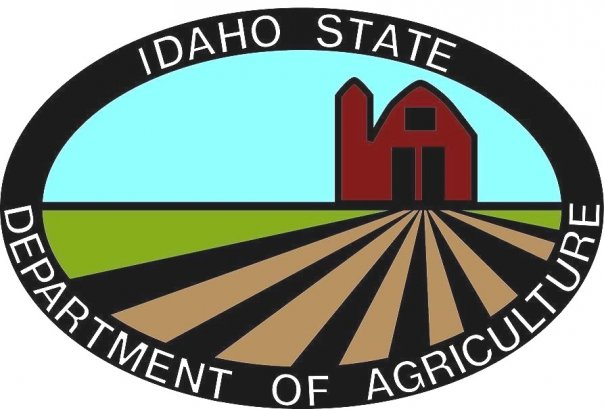 IDAHO STATE
DEPARTMENT OF AGRICULTURE